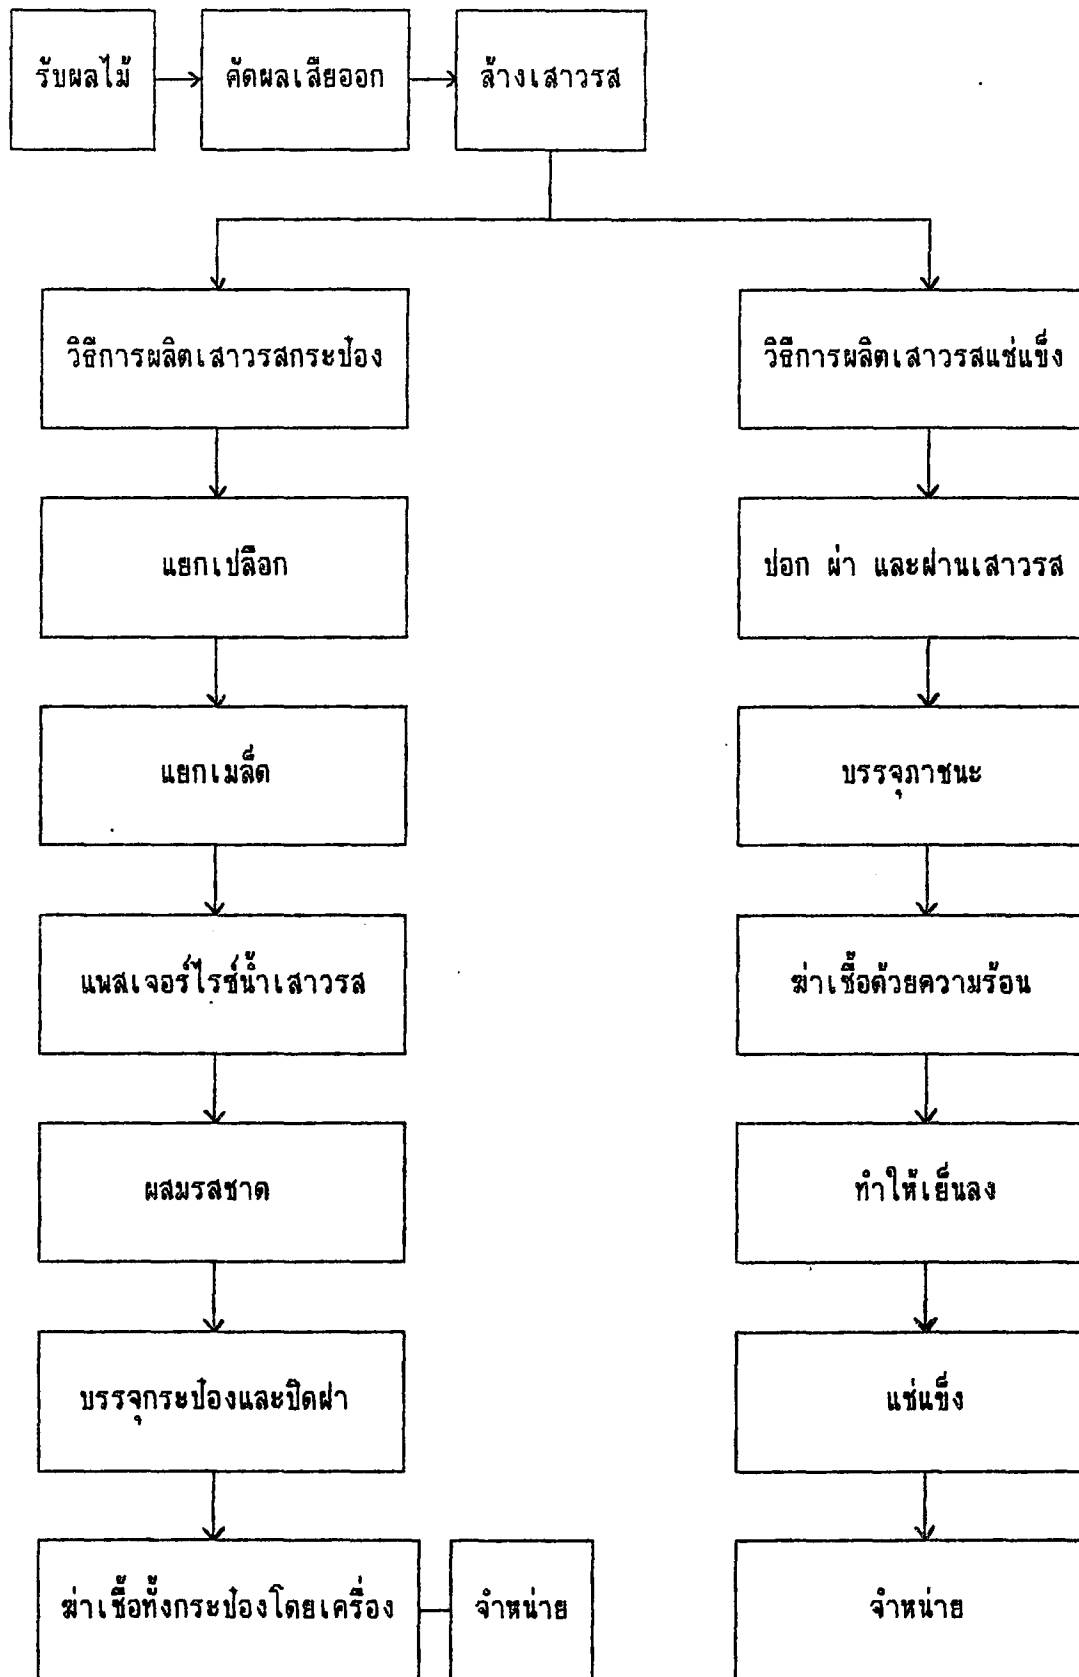 รับผลไม้
คัดผลเสียออก
ล้างเสาวรส
วิธีการผลิตเสาวรสกระป๋อง
แยกเปลือก
แยกเมล็ด
แพสเจอร์ไรซ์น้ำเสาวรส
ผสมรสชาด
บรรจุกระป๋องและปิดฝา
ฆ่าเชื้อทั้งกระป๋องโดยเครื่อง
จำหน่าย
วิธีการผลิตเสาวรสแช่แข็ง
ปอก ผ่า และฝานเสาวรส
บรรจุภาชนะ
ฆ่าเชื้อด้วยความร้อน
ทำให้เย็นลง
แช่แข็ง
จำหน่าย